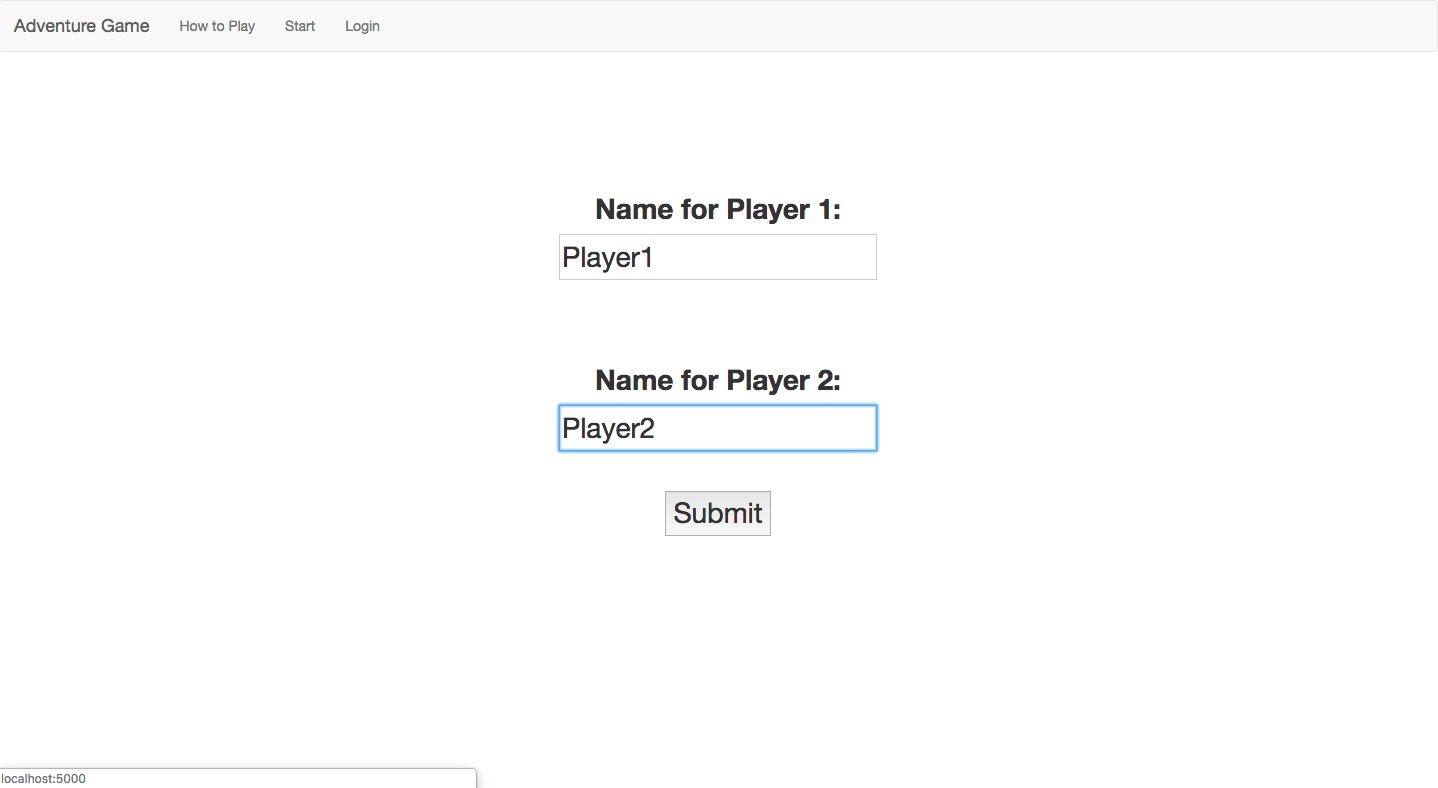 Adventure Game How to Play Start Login
Name for Player 1:
Player1
Name for Player 2:
Player2
Submit
localhost:5000